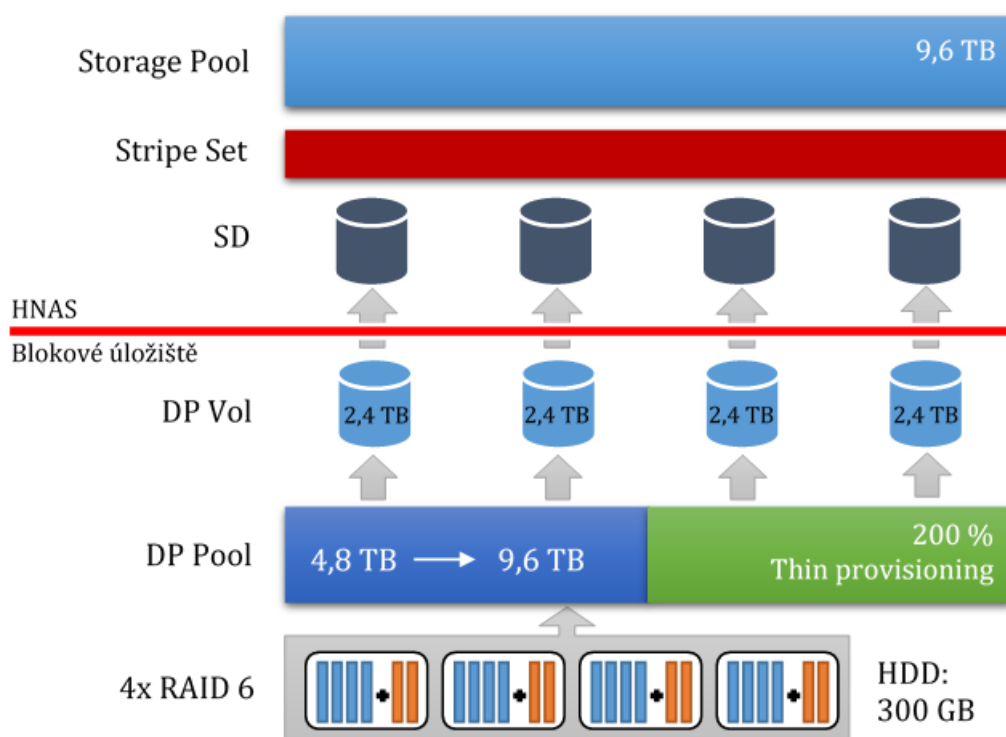 Storage Pool
9,6 TB
Stripe Set
SD
HNAS
Blokové úložiště
DP Vol
2,4 TB
2,4 TB
2,4 TB
2,4 TB
DP Pool
4,8 TB
9,6 TB
200 %
Thin provisioning
4x RAID 6
HDD:
300 GB